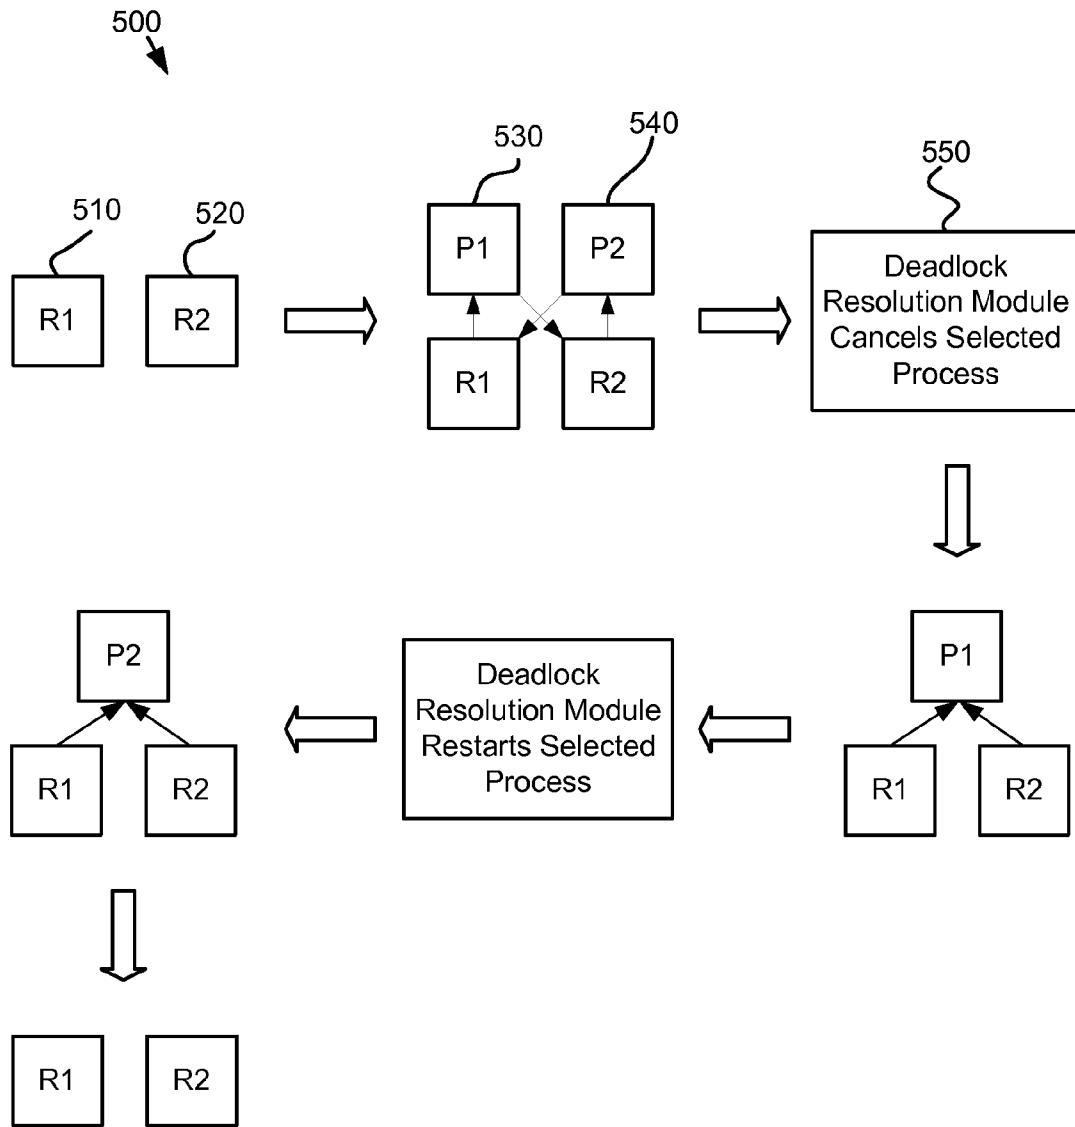 500
510
520
R1
R2
530
540
P1
P2
R1
R2
550
Deadlock
Resolution Module
Cancels Selected
Process
P2
R1
R2
Deadlock
Resolution Module
Restarts Selected
Process
P1
R1
R2
R1
R2